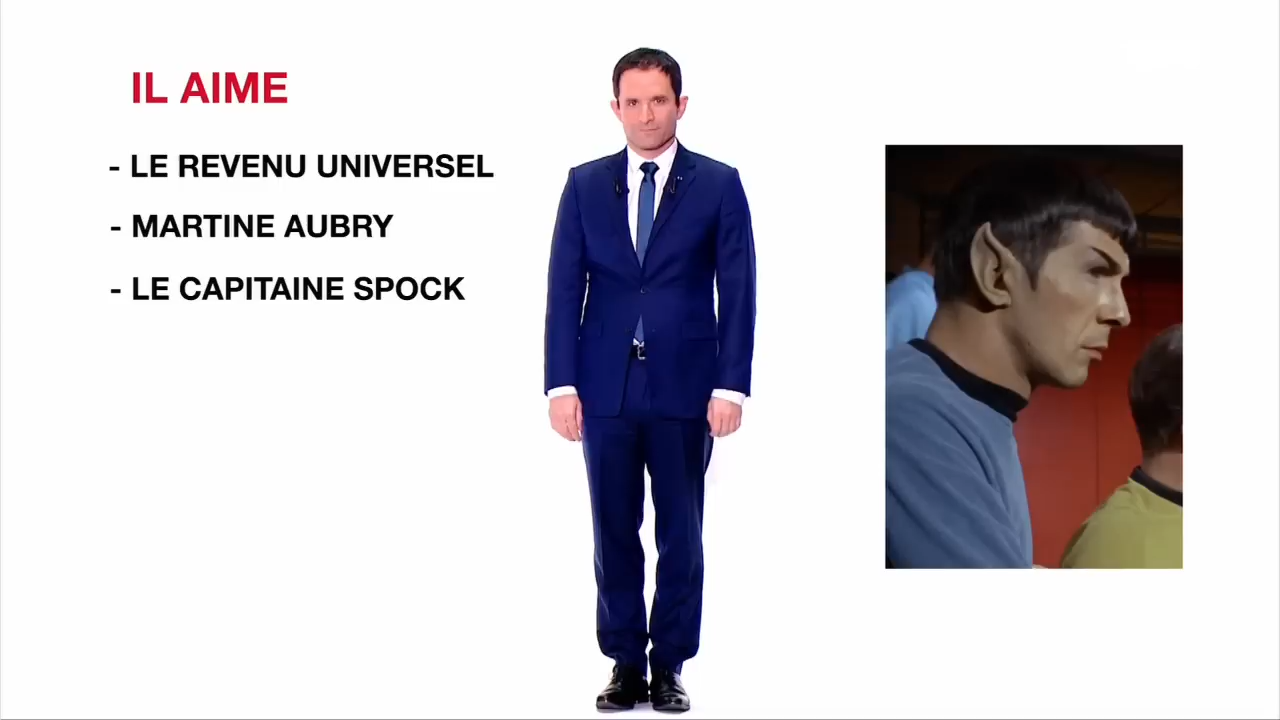 IL AIME
- LE REVENU UNIVERSEL
- MARTINE AUBRY
- LE CAPITAINE SPOCK